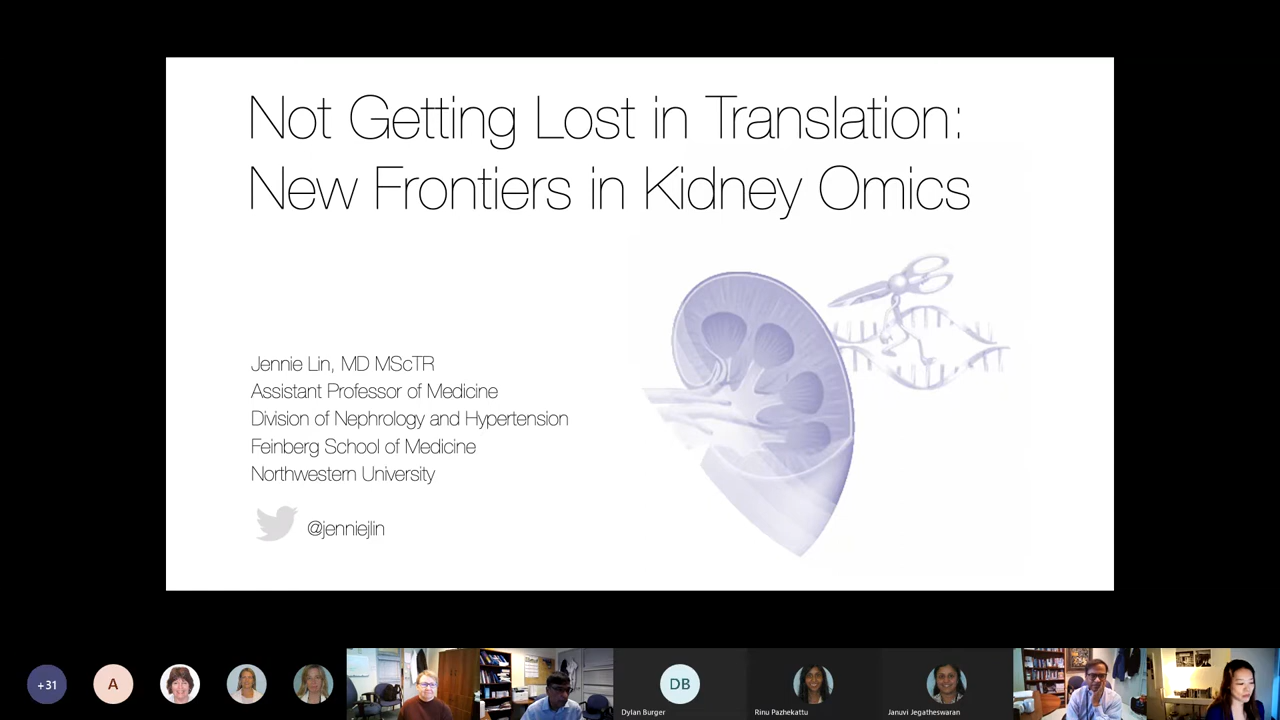 Not Getting Lost in Translation:
New Frontiers in Kidney Omics
Jennie Lin, MD MScTR
Assistant Professor of Medicine
Division of Nephrology and Hypertension
Feinberg School of Medicine
Northwestern University
@jenniejlin
+31
A
DB
Dylan Burger
Rinu Pazhekattu
Januvi Jegatheswaran